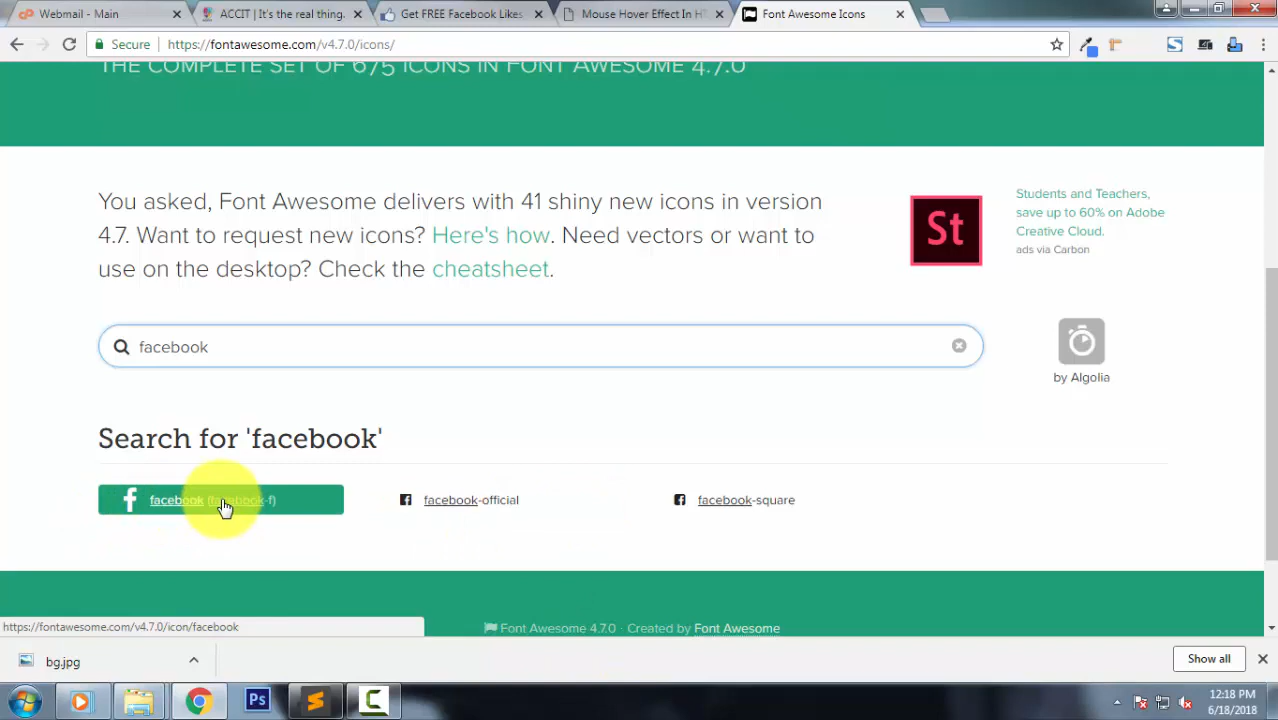 Webmail - Main
ACCIT | It's the real thing.
Get FREE Facebook Likes
Mouse Hover Effect In H
Font Awesome Icons
Secure
https://fontawesome.com/v4.7.0/icons/
THE COMPLETE SET OF 675 ICONS IN FONT AWESOME 4.7.0
You asked, Font Awesome delivers with 41 shiny new icons in version
4.7. Want to request new icons? Here's how. Need vectors or want to
use on the desktop? Check the cheatsheet.
St
Students and Teachers,
save up to 60% on Adobe
Creative Cloud.
ads via Carbon
facebook
by Algolia
Search for 'facebook'
facebook
facebook-official
facebook-square
Font Awesome 4.7.0 · Created by Font Awesome
https://fontawesome.com/v4.7.0/icon/facebook
bg.jpg
Show all
Ps
C
12:18 PM
6/18/2018